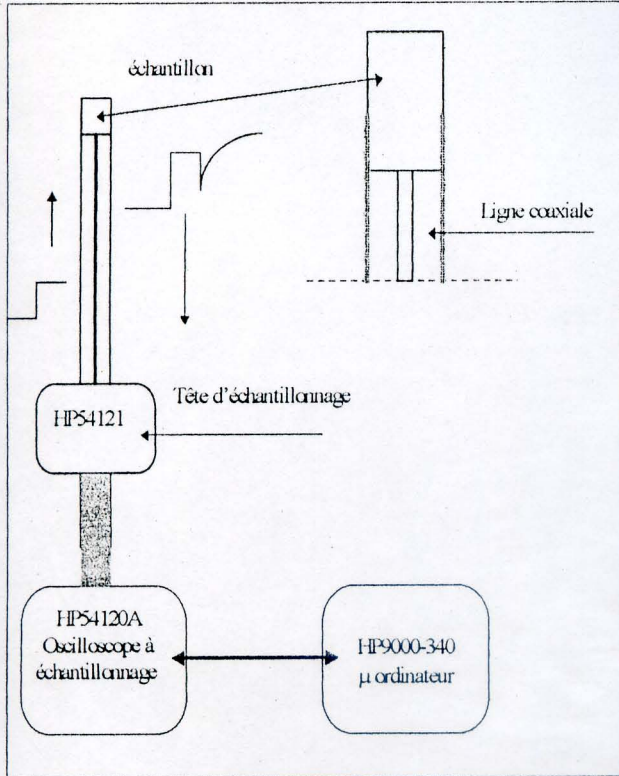 échantillon
Ligne coaxiale
Tête d'échantillonnage
HP54121
HP54120A
Oscilloscope à
échantillonnage
HP9000-340
μ ordinateur